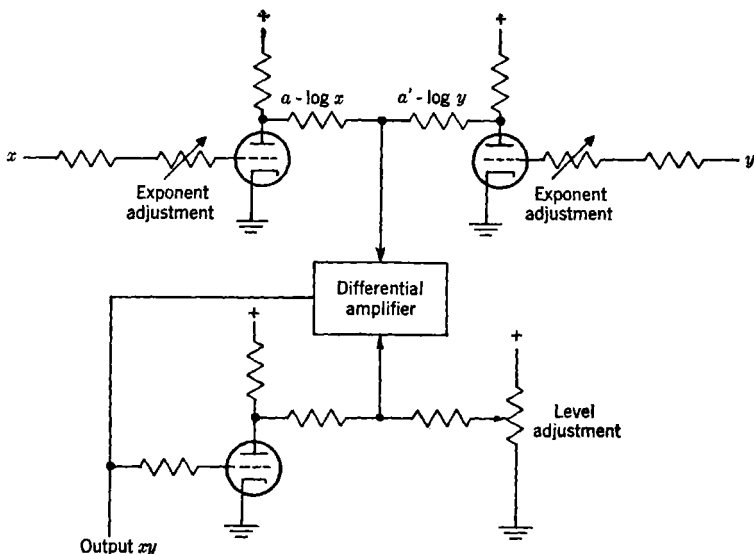 +
+
a - log x
a' - log y
x
y
Exponent
adjustment
Exponent
adjustment
Differential
amplifier
+
+
Level
adjustment
Output xy